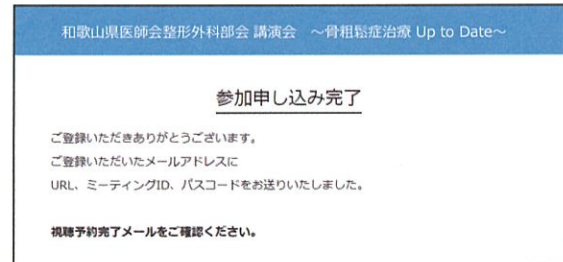 和歌山県医師会整形外科部会 講演会　～骨粗鬆症治療 Up to Date～
参加申し込み完了
ご登録いただきありがとうございます。
ご登録いただいたメールアドレスに
URL、ミーティングID、パスコードをお送りいたしました。
視聴予約完了メールをご確認ください。